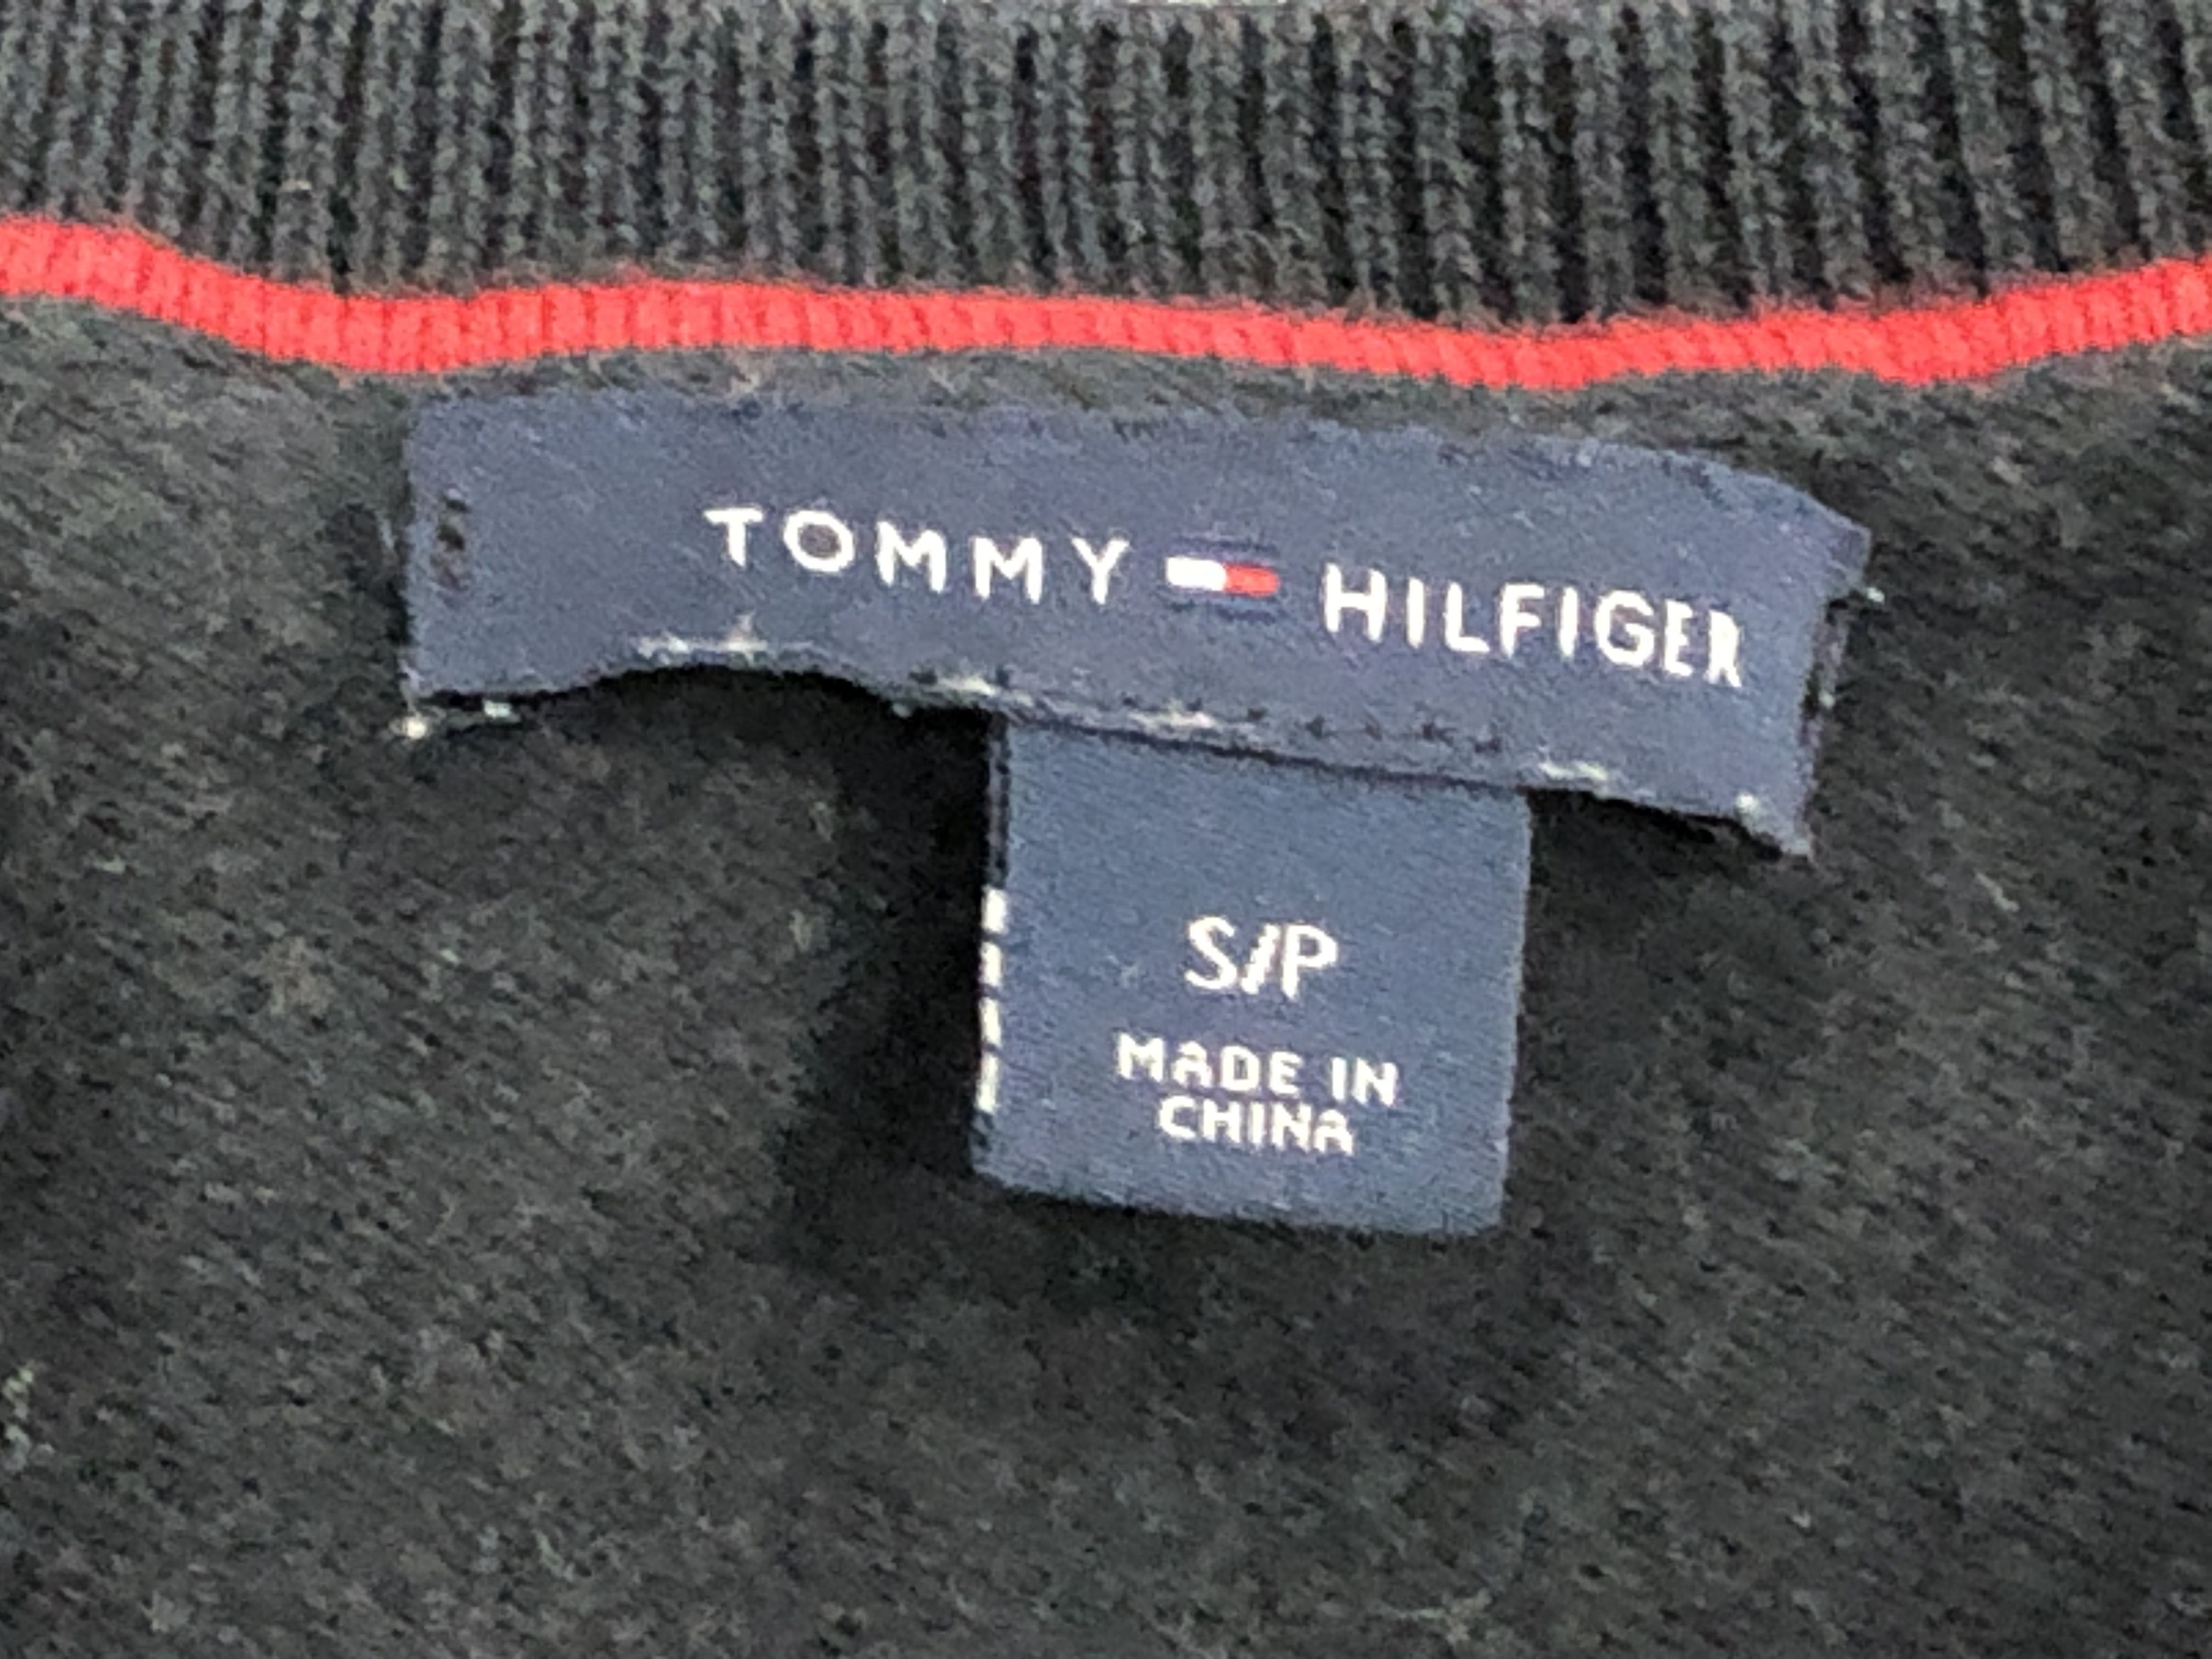 TOMMY HILFIGER
S/P
MADE IN
CHINA